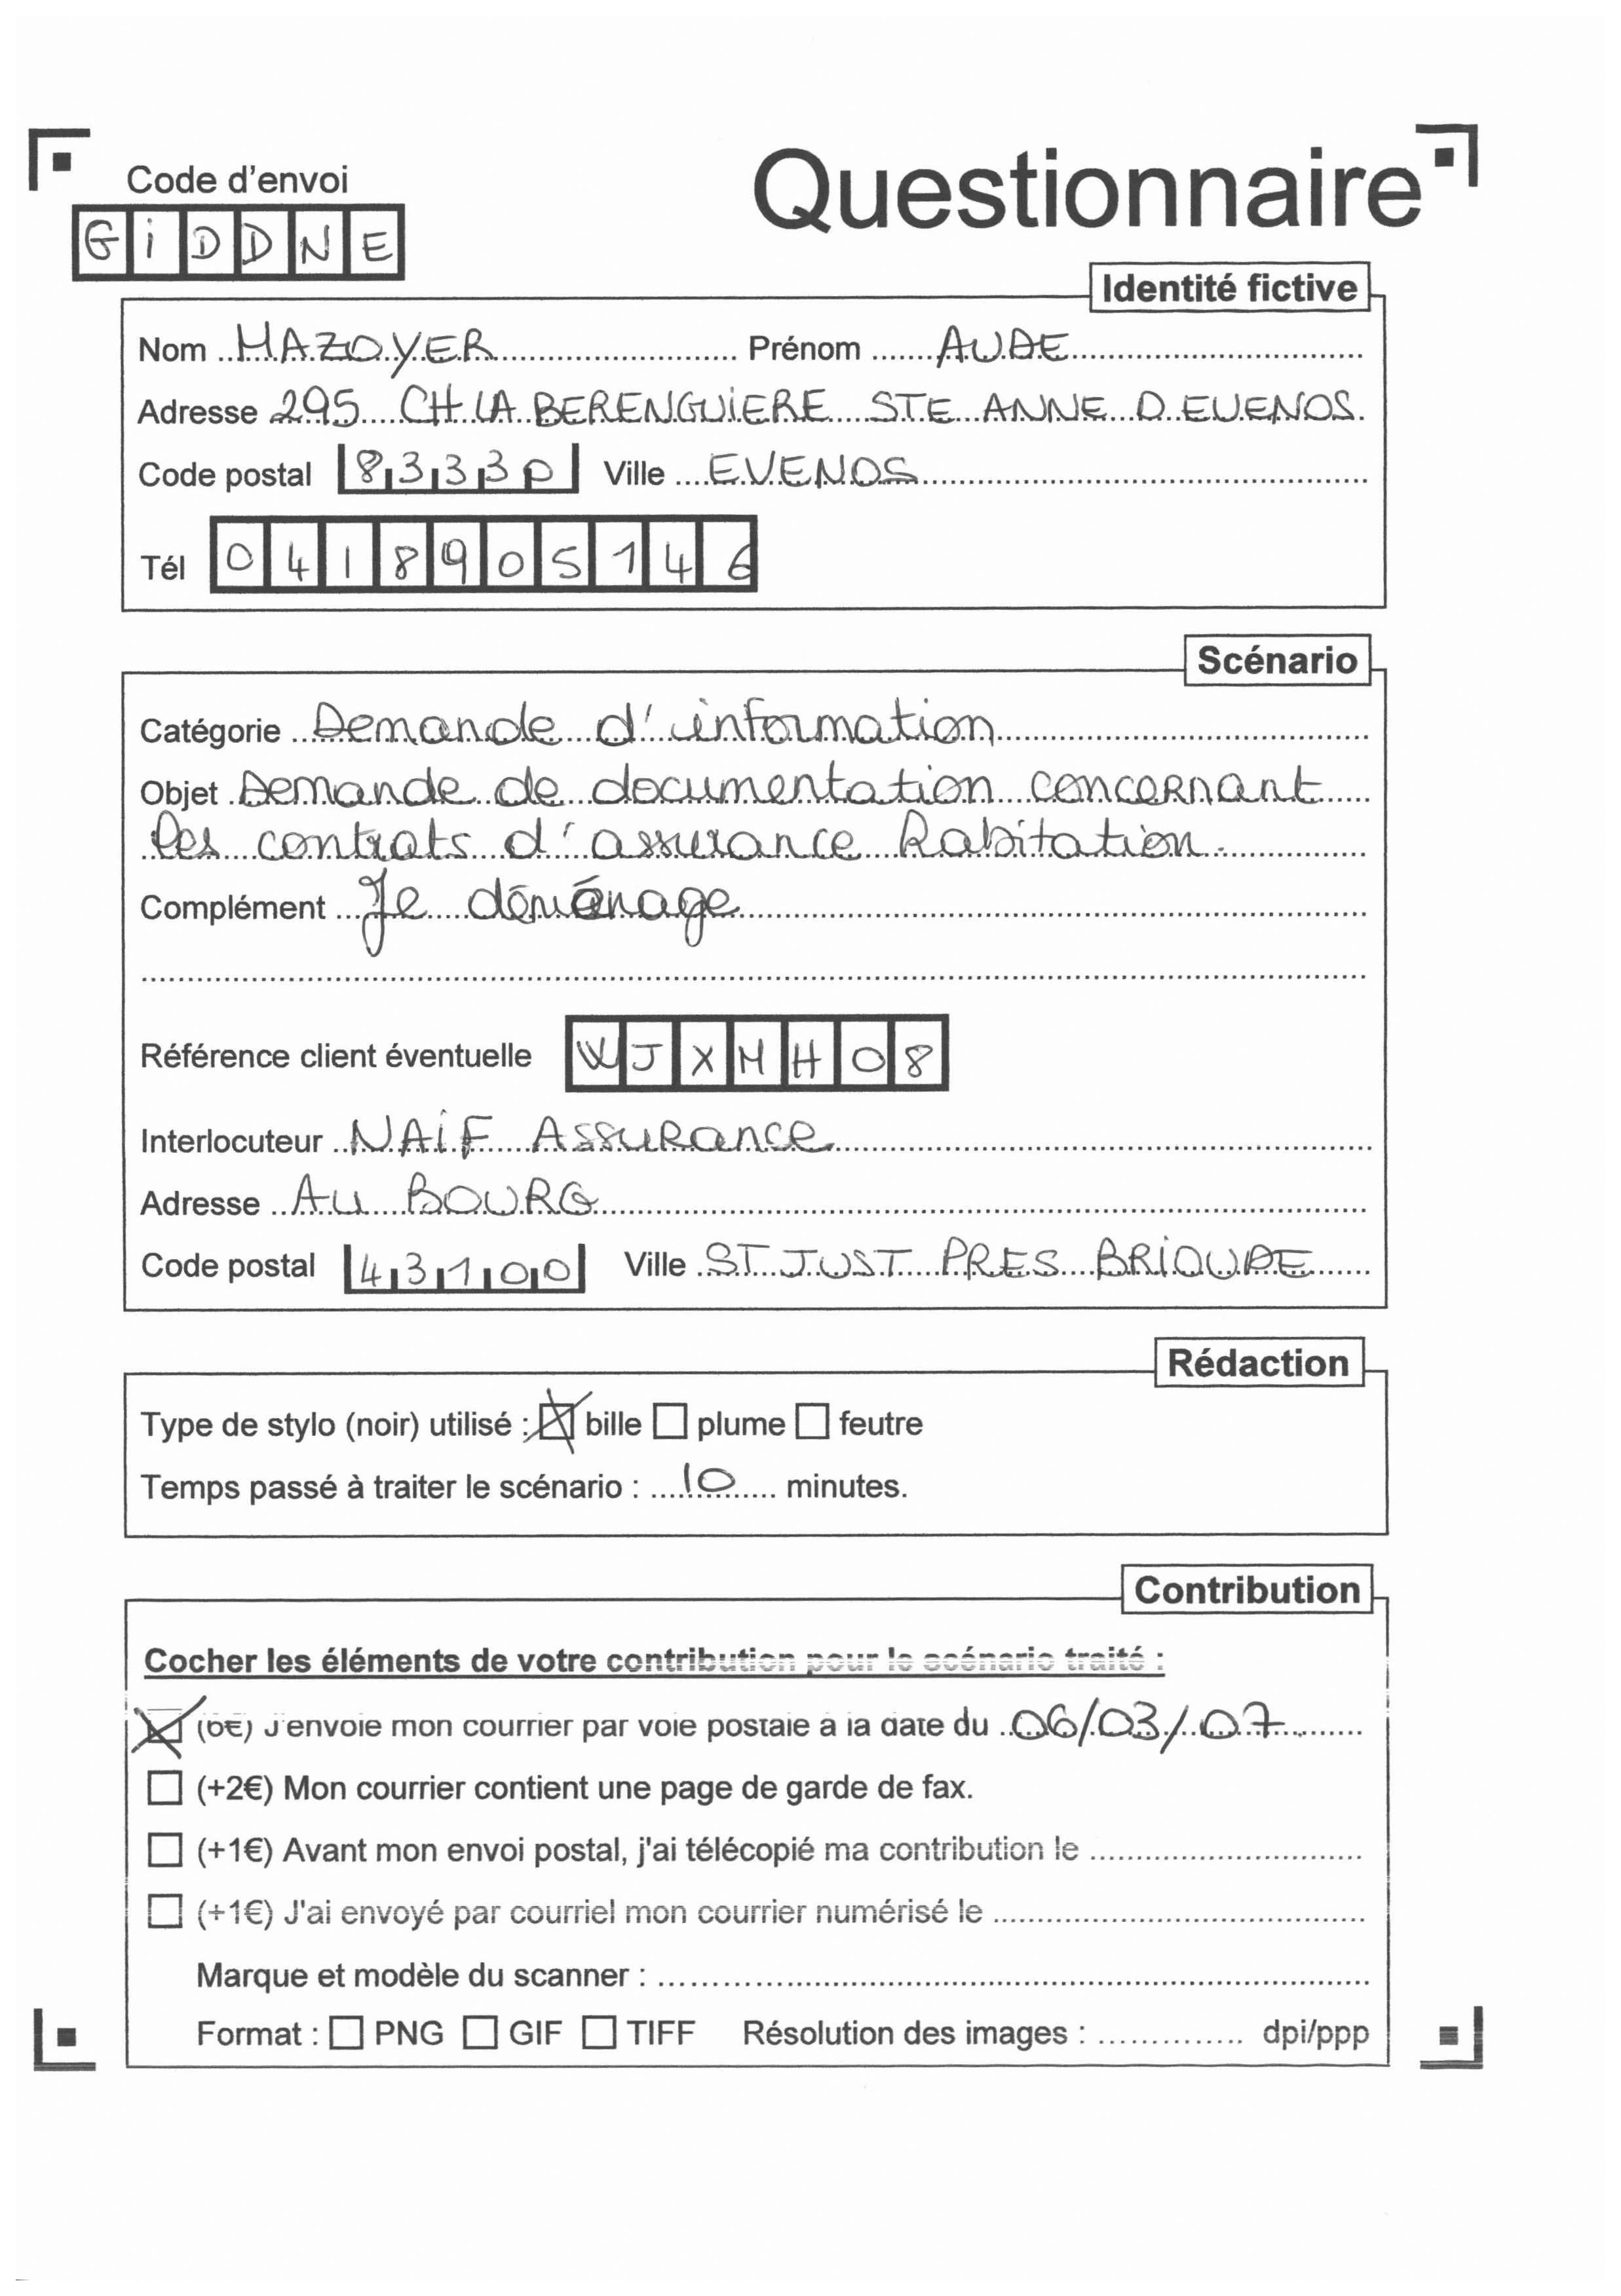 Code d'envoi
Questionnaire
GiDDNE
Identité fictive
Nom MAZOYER Prénom AUDE
Adresse 295 CH LA BERENGUiERE STE ANNE D EVENOS
Code postal 83330 Ville EVENOS
Tél 0418905146
Scénario
Catégorie Demande d'information
Objet Demande de documentation concernant
les contrats d'assurance habitation.
Complément Je déménage
Référence client éventuelle WJXMH08
Interlocuteur NAiF Assurance
Adresse AU BOURG
Code postal 43100 Ville ST JUST PRES BRiOUDE
Rédaction
Type de stylo (noir) utilisé : bille plume feutre
Temps passé à traiter le scénario : 10 minutes.
Contribution
Cocher les éléments de votre contribution pour le scénario traité :
(6€) J'envoie mon courrier par voie postale à la date du 06/03/07
(+2€) Mon courrier contient une page de garde de fax.
(+1€) Avant mon envoi postal, j'ai télécopié ma contribution le
(+1€) J'ai envoyé par courriel mon courrier numérisé le
Marque et modèle du scanner :
Format : PNG GIF TIFF Résolution des images : dpi/ppp